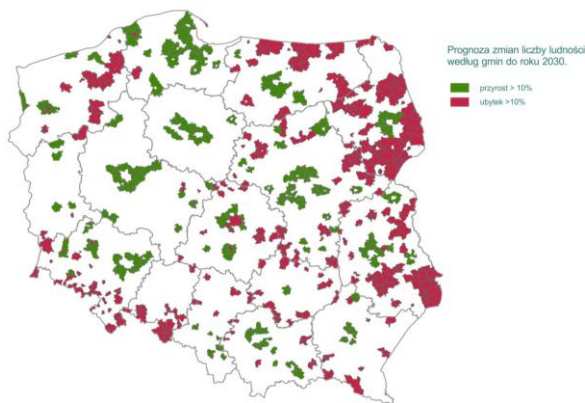 Prognoza zmian liczby ludności
według gmin do roku 2030.
przyrost > 10%
ubytek >10%